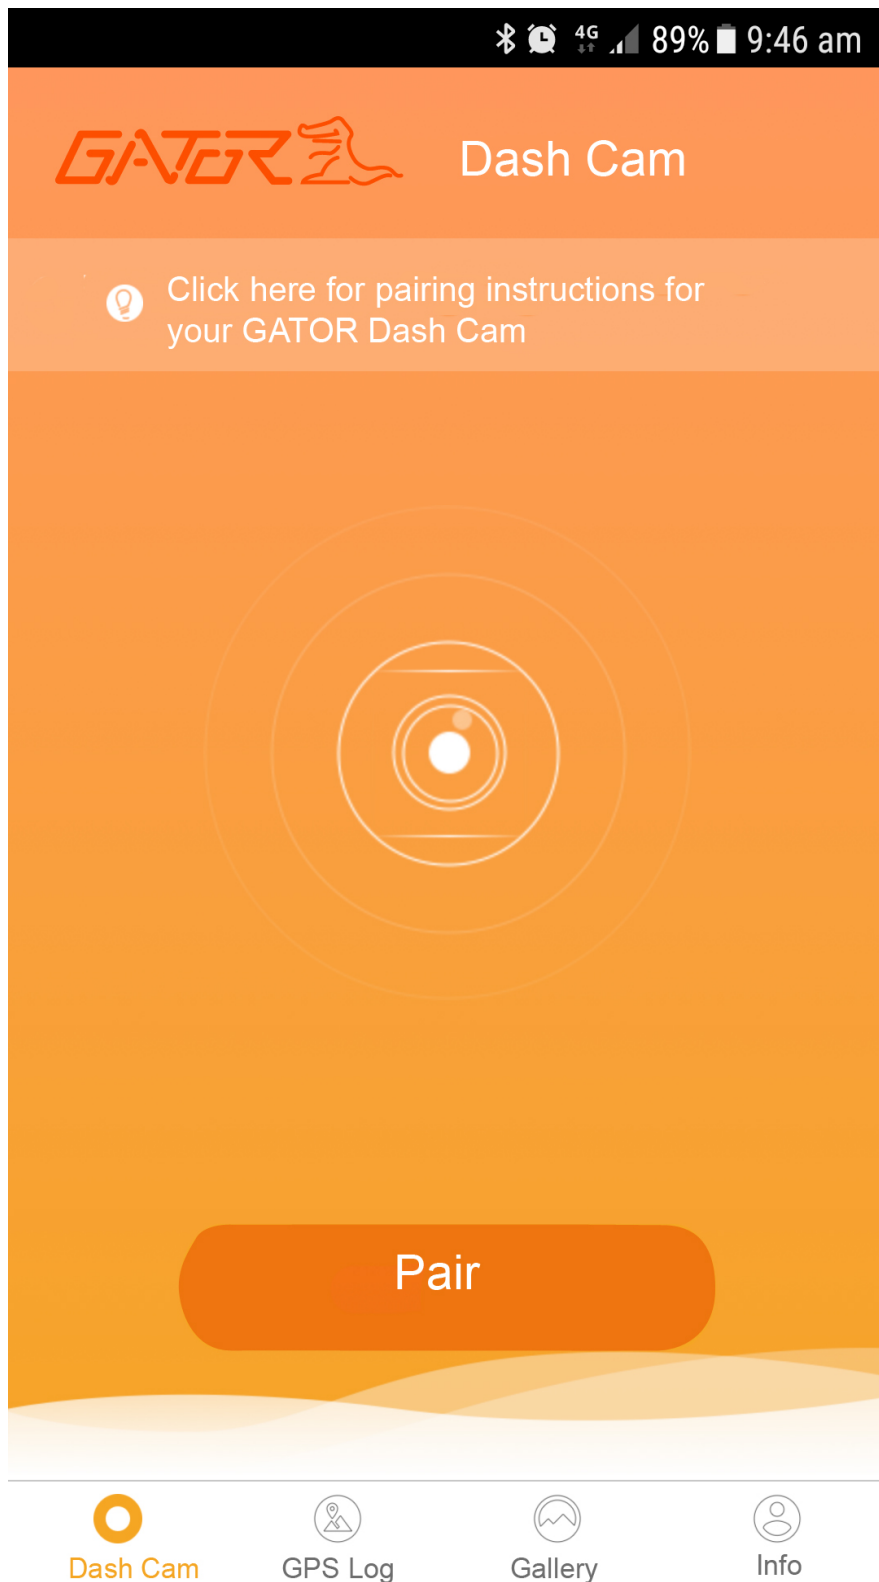 4G 89% 9:46 am
GATOR Dash Cam
Click here for pairing instructions for
your GATOR Dash Cam
Pair
Dash Cam GPS Log Gallery Info